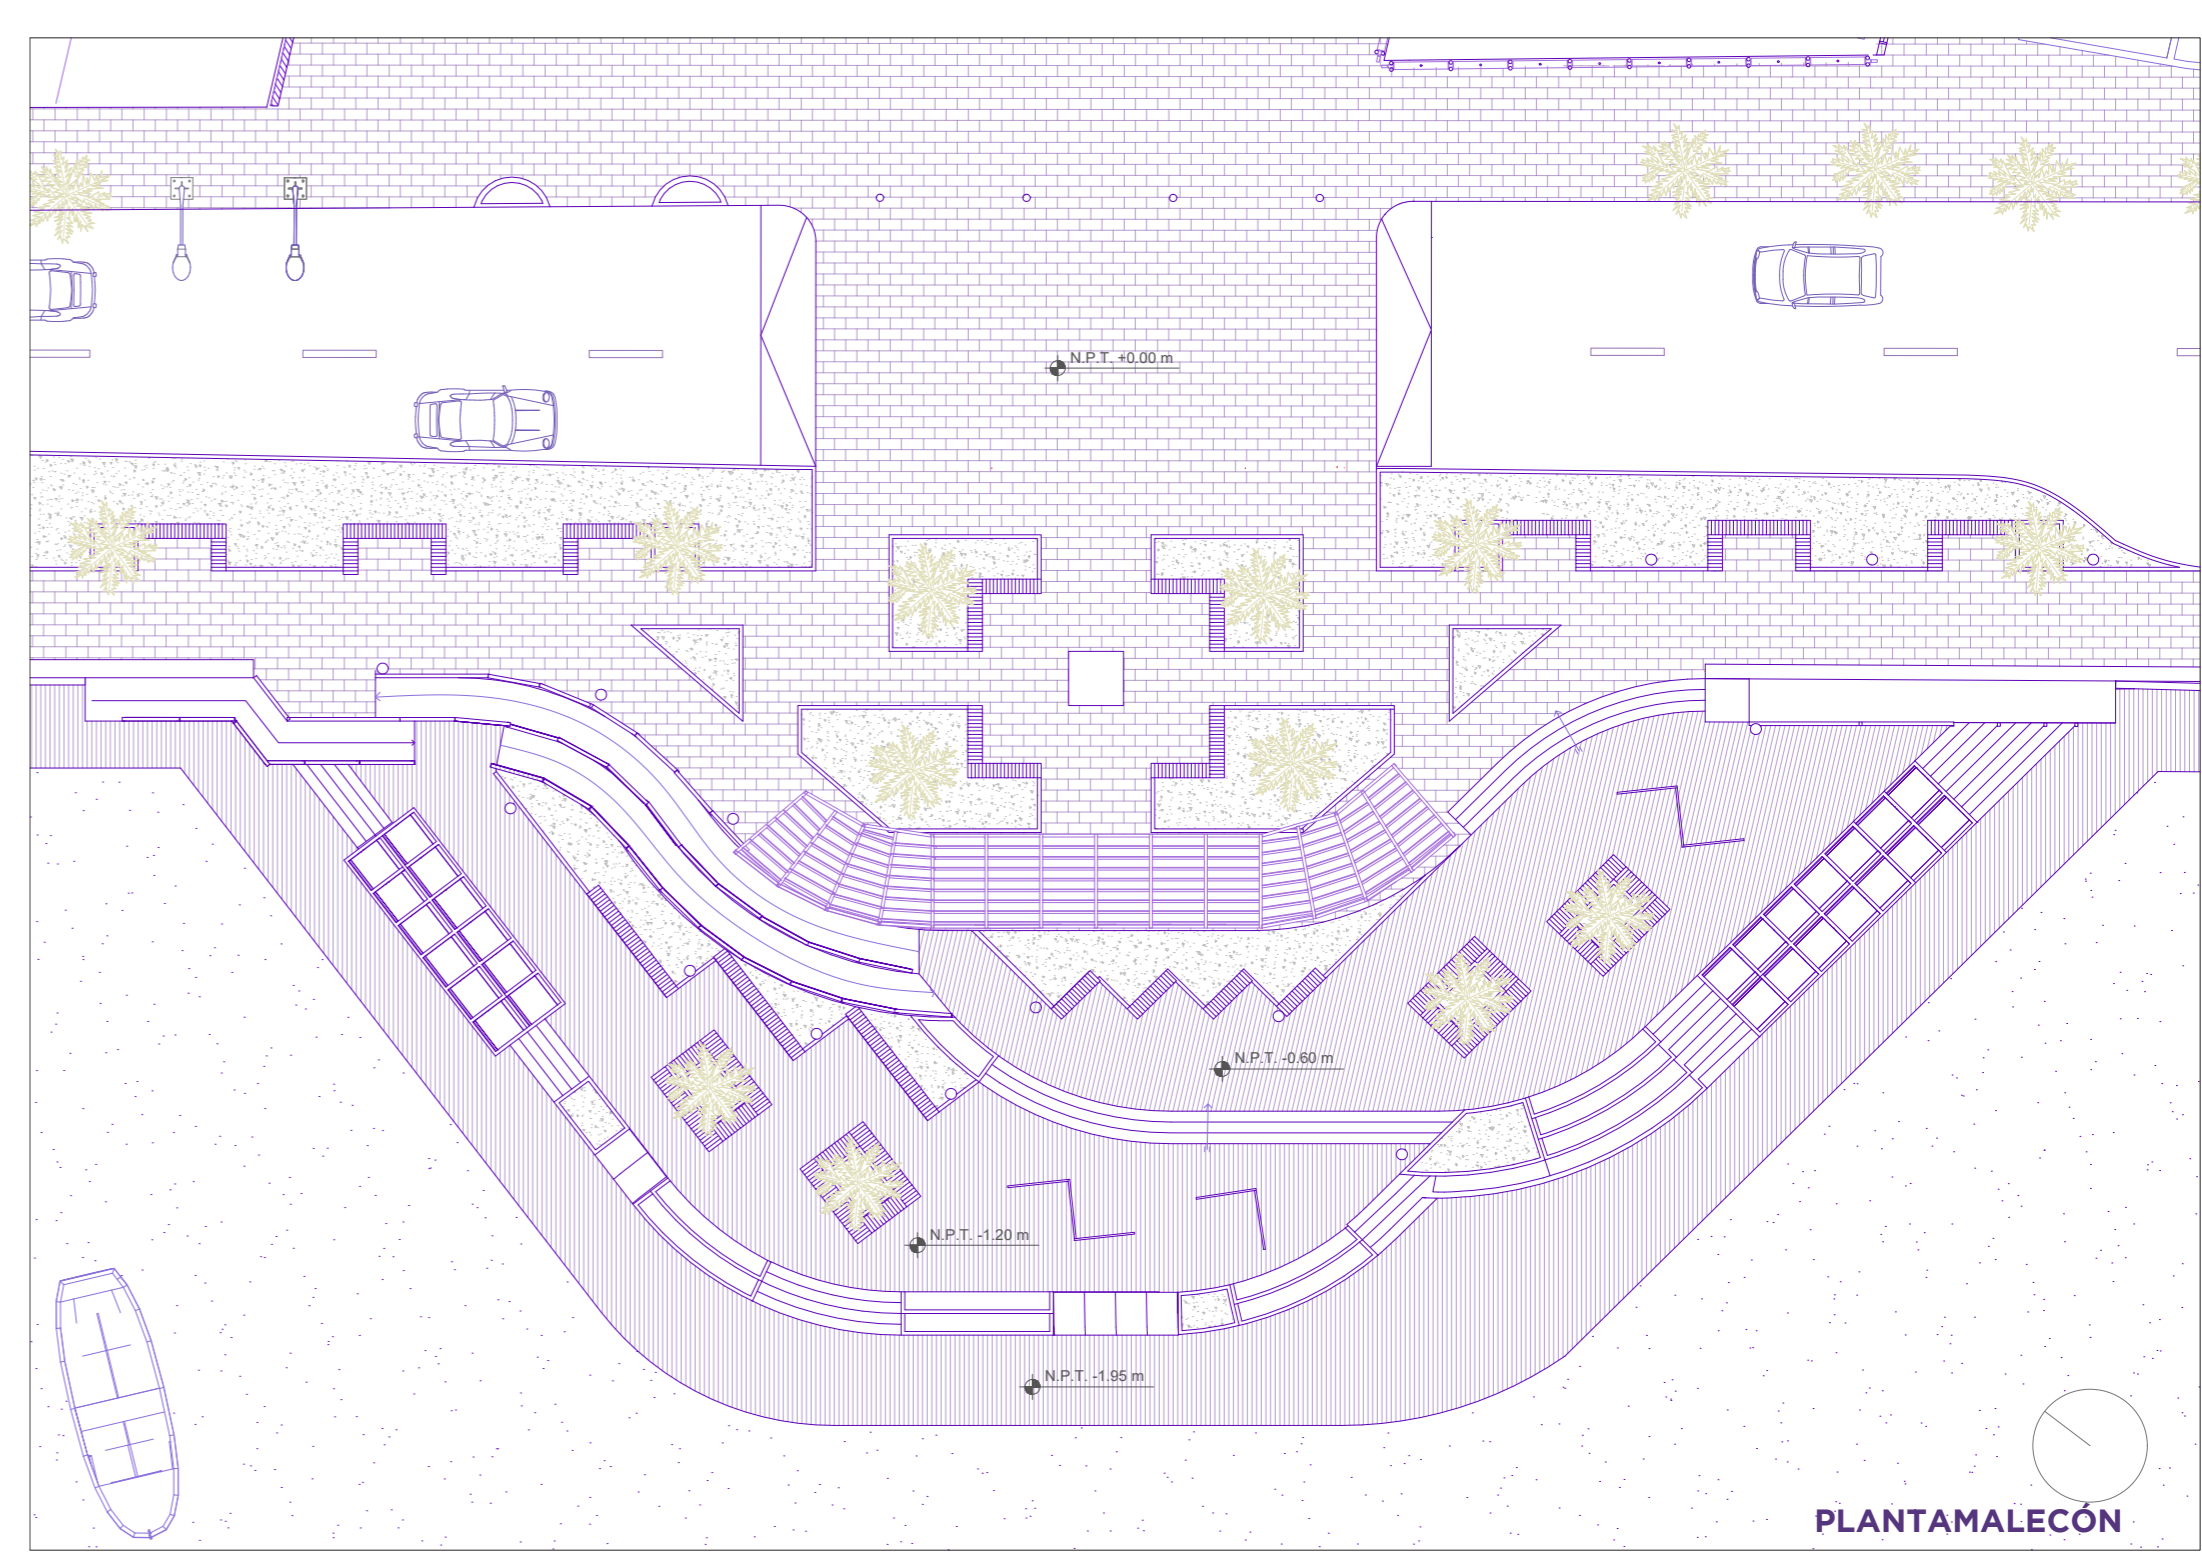 N.P.T. +0.00 m
N.P.T. -0.60 m
N.P.T. -1.20 m
N.P.T. -1.95 m
PLANTAMALECÓN